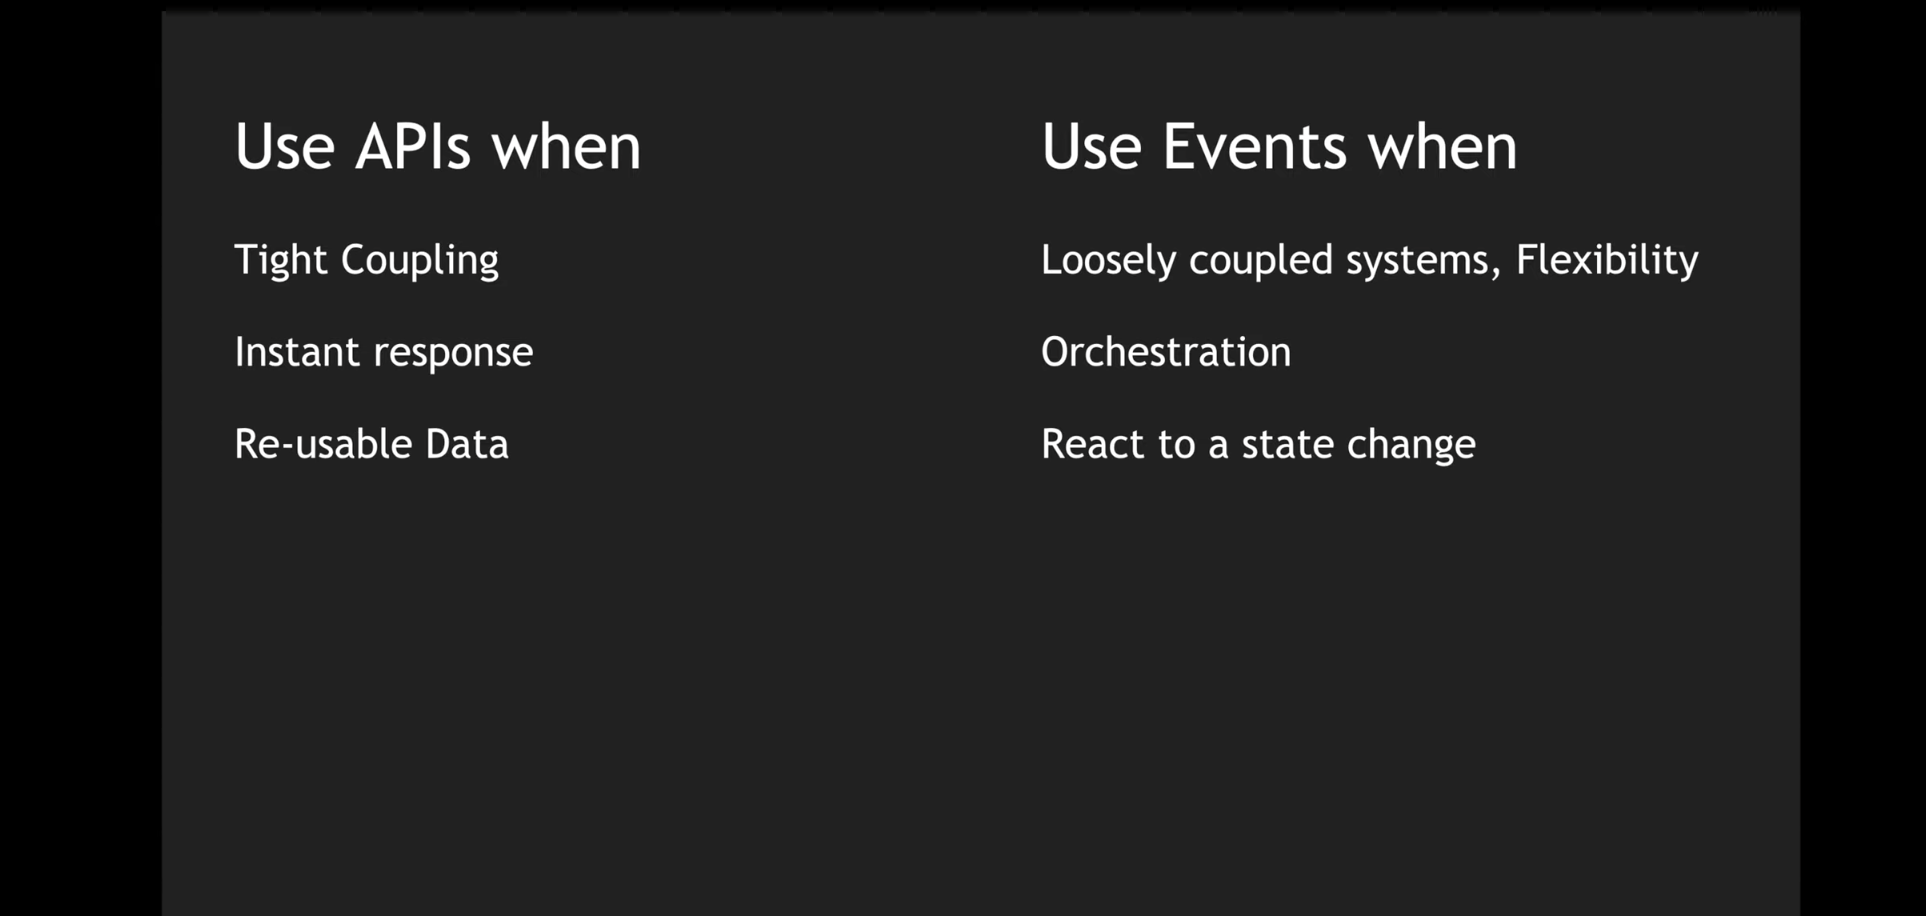 Use APIs when
Tight Coupling
Instant response
Re-usable Data
Use Events when
Loosely coupled systems, Flexibility
Orchestration
React to a state change